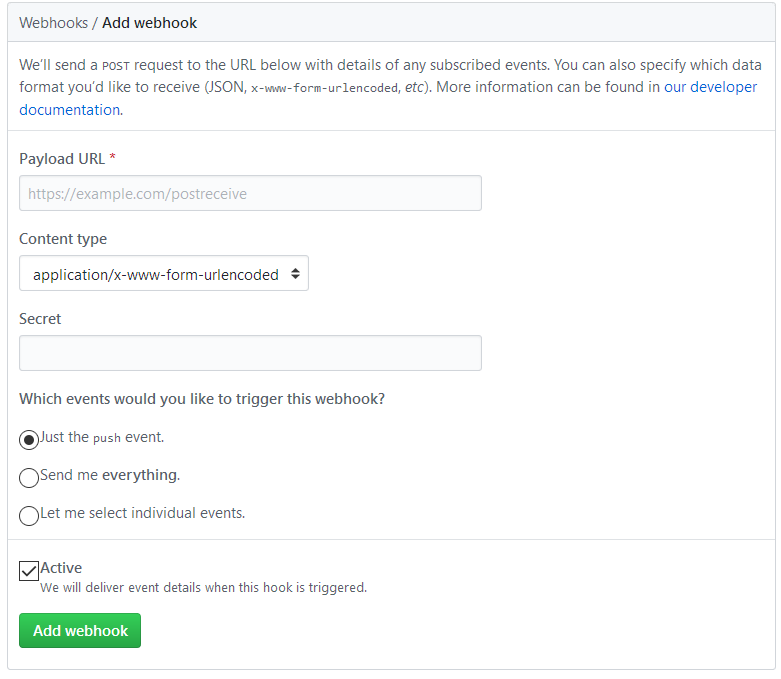 Webhooks / Add webhook
We’ll send a POST request to the URL below with details of any subscribed events. You can also specify which data
format you’d like to receive (JSON, x-www-form-urlencoded, etc). More information can be found in our developer
documentation.
Payload URL *
https://example.com/postreceive
Content type
application/x-www-form-urlencoded
Secret
Which events would you like to trigger this webhook?
Just the push event.
Send me everything.
Let me select individual events.
Active
We will deliver event details when this hook is triggered.
Add webhook